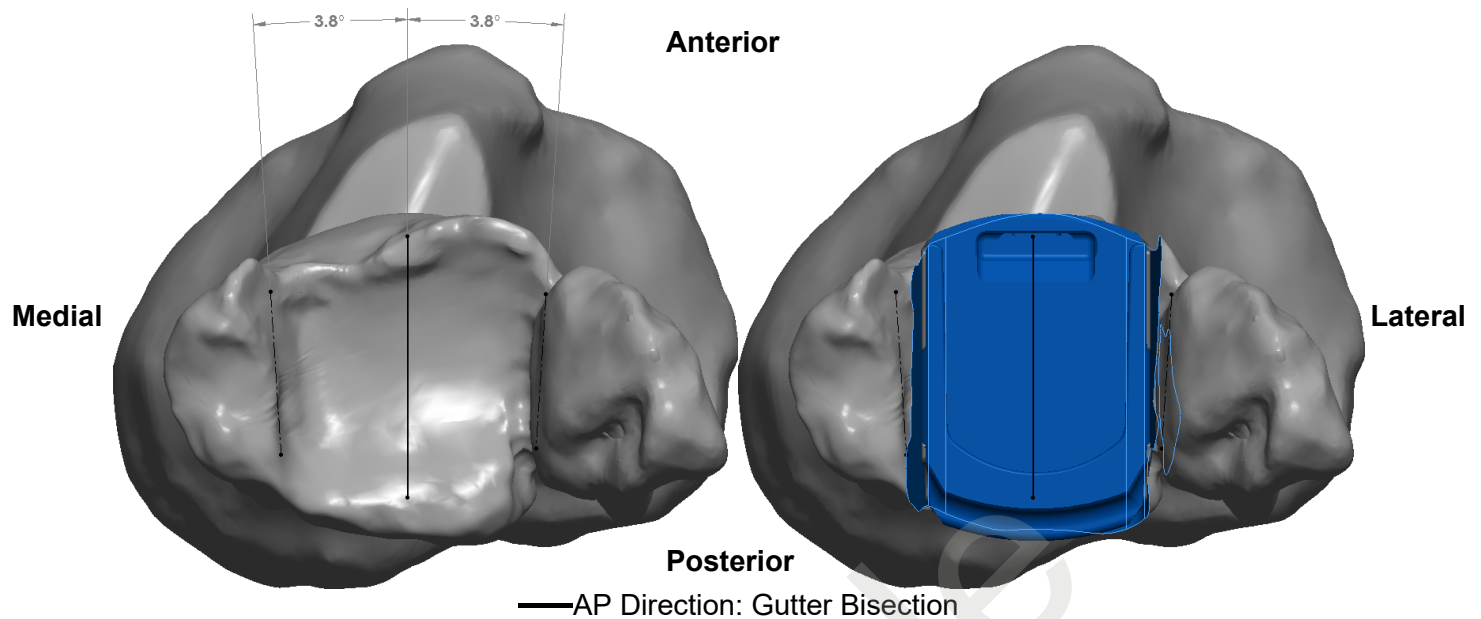 3.8° 3.8°
Anterior
Medial
Lateral
Posterior
AP Direction: Gutter Bisection